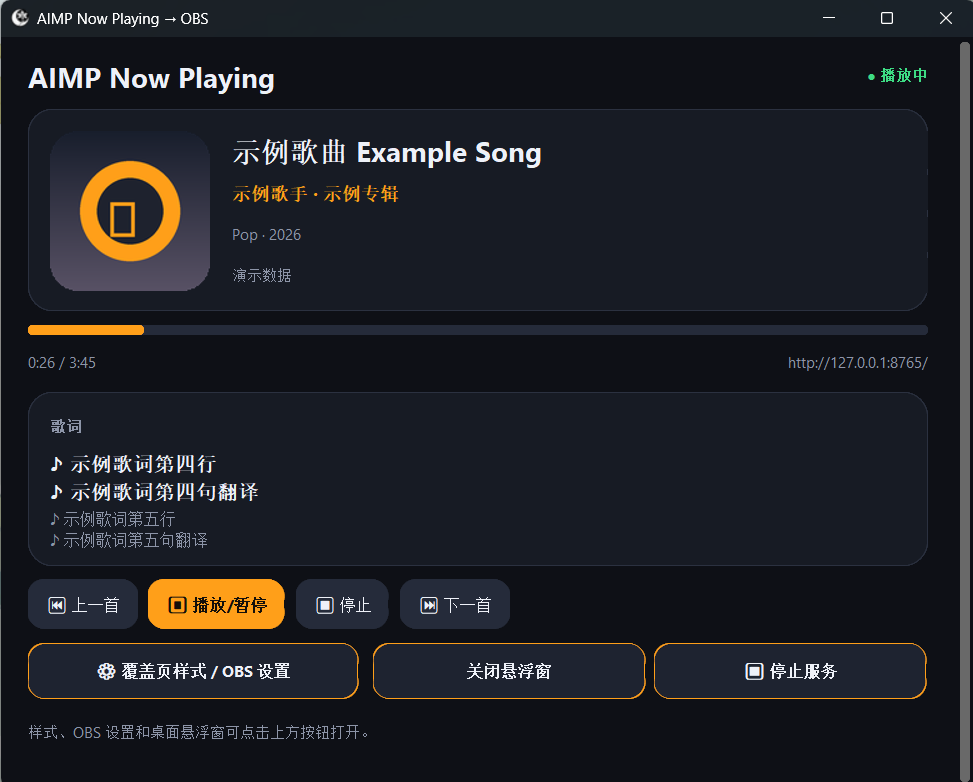 AIMP Now Playing → OBS
AIMP Now Playing
● 播放中
示例歌曲 Example Song
示例歌手 · 示例专辑
Pop · 2026
演示数据
0:26 / 3:45
http://127.0.0.1:8765/
歌词
♪ 示例歌词第四行
♪ 示例歌词第四句翻译
♪ 示例歌词第五行
♪ 示例歌词第五句翻译
⏮ 上一首
播放/暂停
停止
⏭ 下一首
覆盖页样式 / OBS 设置
关闭悬浮窗
停止服务
样式、OBS 设置和桌面悬浮窗可点击上方按钮打开。